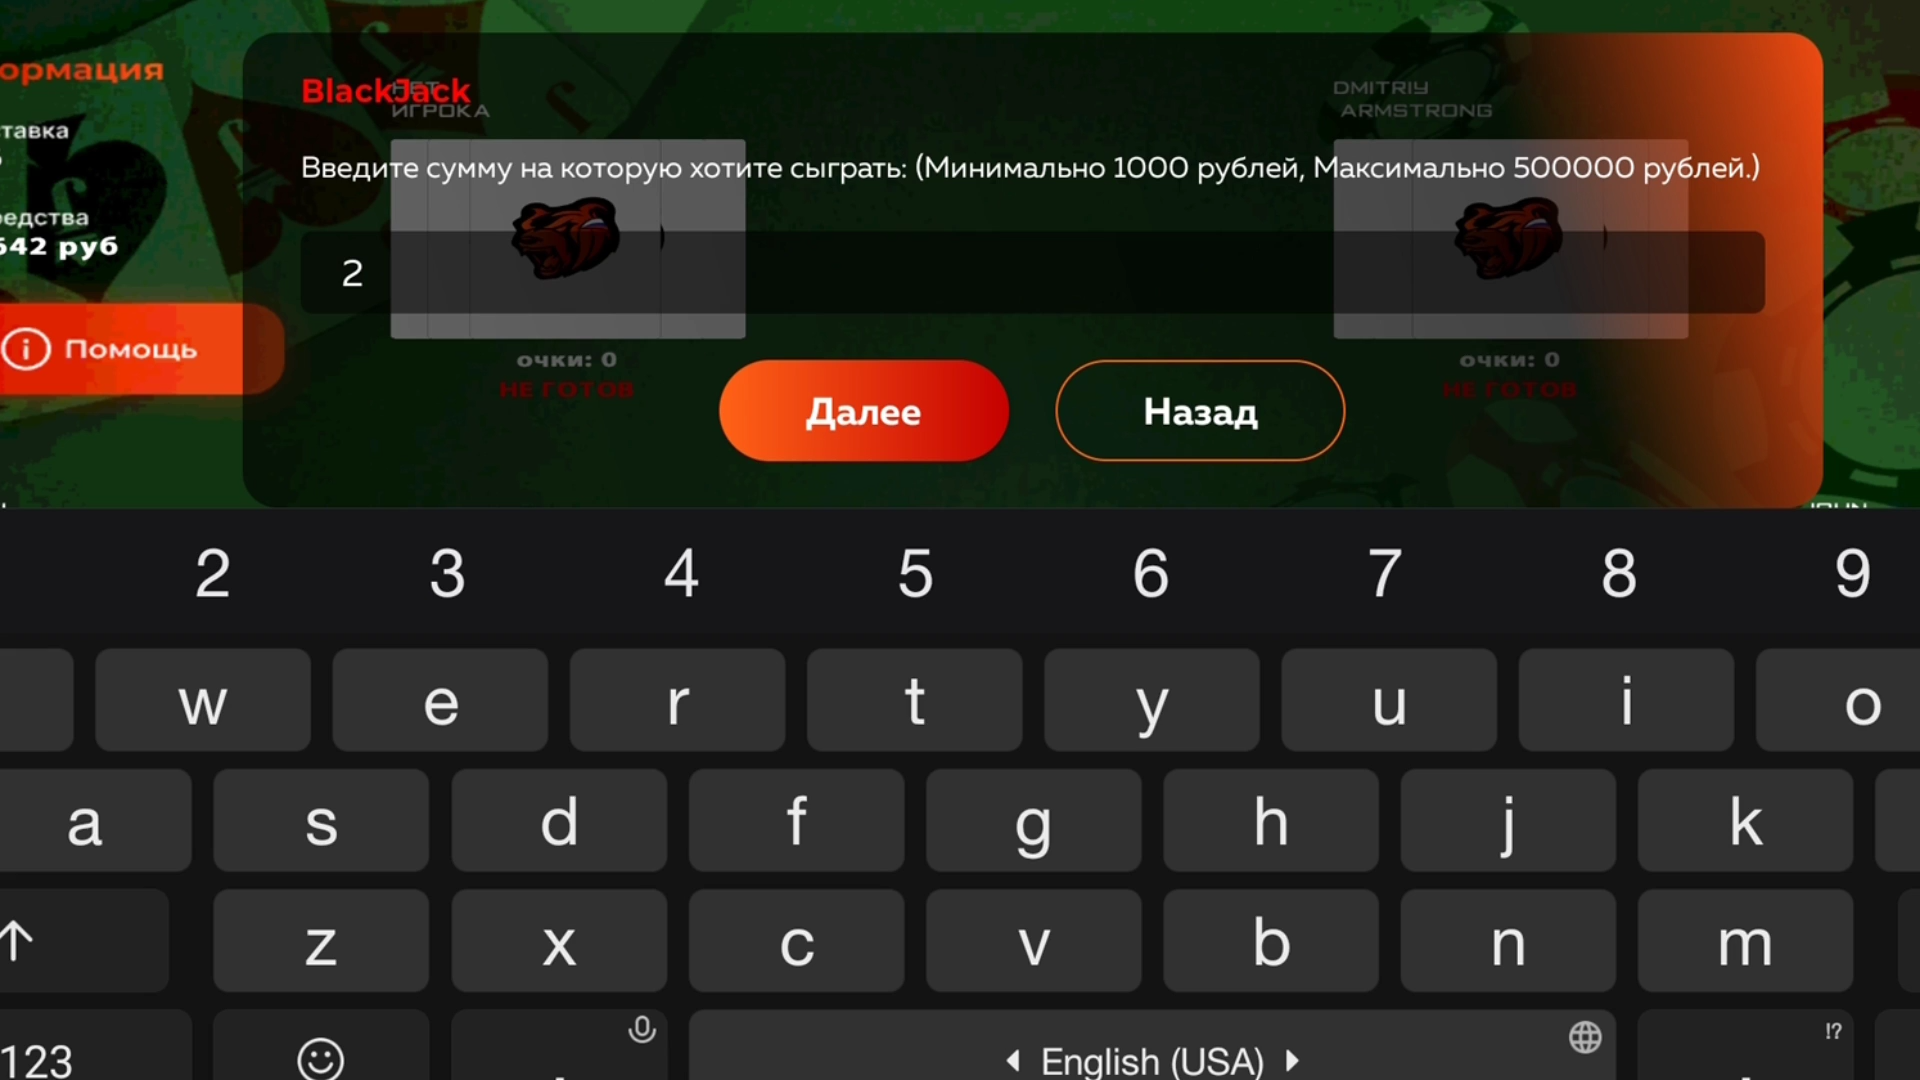 ормация
BlackJack
НЕТ
ИГРОКА
DMITRIY
ARMSTRONG
тавка
Введите сумму на которую хотите сыграть: (Минимально 1000 рублей, Максимально 500000 рублей.)
едства
642 руб
2
Помощь
очки: 0
НЕ ГОТОВ
очки: 0
НЕ ГОТОВ
Далее
Назад
2 3 4 5 6 7 8 9
w e r t y u i o
a s d f g h j k
z x c v b n m
123
English (USA)
!?